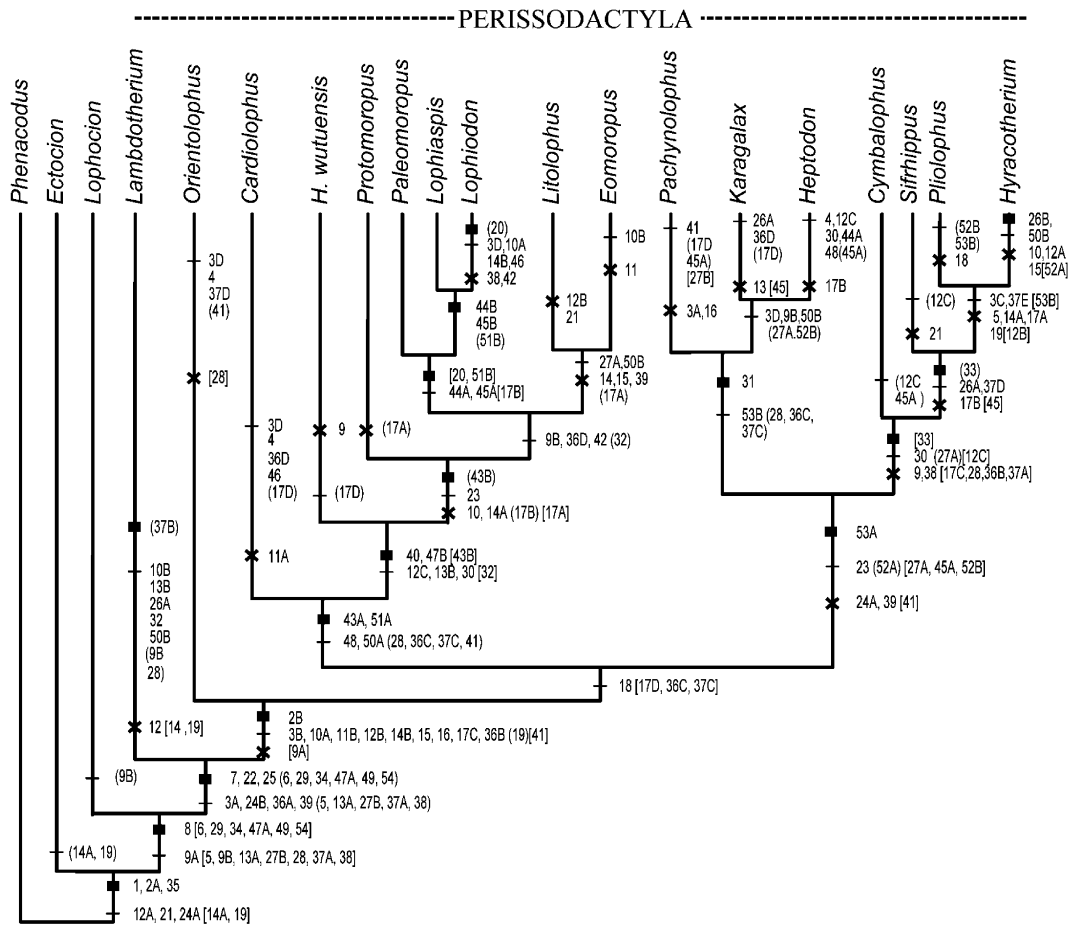 PERISSODACTYLA
Phenacodus
Ectocion
Lophocion
Lambdotherium
Orientolophus
Cardiolophus
H. wutuensis
Protomoropus
Paleomoropus
Lophiaspis
Lophiodon
Litolophus
Eomoropus
Pachynolophus
Karagalax
Heptodon
Cymbalophus
Sifrhippus
Pliolophus
Hyracotherium
(20)
3D,10A
14B,46
38,42
10B
11
41
(17D
45A)
[27B]
3A,16
26A
36D
(17D)
13 [45]
4,12C
30,44A
48(45A)
17B
(52B
53B)
18
26B,
50B
10,12A
15[52A]
3D
4
37D
(41)
[28]
44B
45B
(51B)
12B
21
3D,9B,50B
(27A.52B)
(12C)
21
3C,37E [53B]
5,14A,17A
19[12B]
[20, 51B]
44A, 45A[17B]
27A,50B
14,15, 39
(17A)
31
53B (28, 36C,
37C)
(12C
45A )
(33)
26A,37D
17B [45]
3D
4
36D
46
(17D)
9
(17A)
9B, 36D, 42 (32)
[33]
30 (27A)[12C]
9,38 [17C,28,36B,37A]
(17D)
(43B)
23
10, 14A (17B) [17A]
(37B)
10B
13B
26A
32
50B
(9B
28)
11A
40, 47B [43B]
12C, 13B, 30 [32]
53A
23 (52A) [27A, 45A, 52B]
24A, 39 [41]
43A, 51A
48, 50A (28, 36C, 37C, 41)
18 [17D, 36C, 37C]
12 [14 ,19]
2B
3B, 10A, 11B, 12B, 14B, 15, 16, 17C, 36B (19)[41]
[9A]
(9B)
7, 22, 25 (6, 29, 34, 47A, 49, 54)
3A, 24B, 36A, 39 (5, 13A, 27B, 37A, 38)
(14A, 19)
8 [6, 29, 34, 47A, 49, 54]
9A [5, 9B, 13A, 27B, 28, 37A, 38]
1, 2A, 35
12A, 21, 24A [14A, 19]